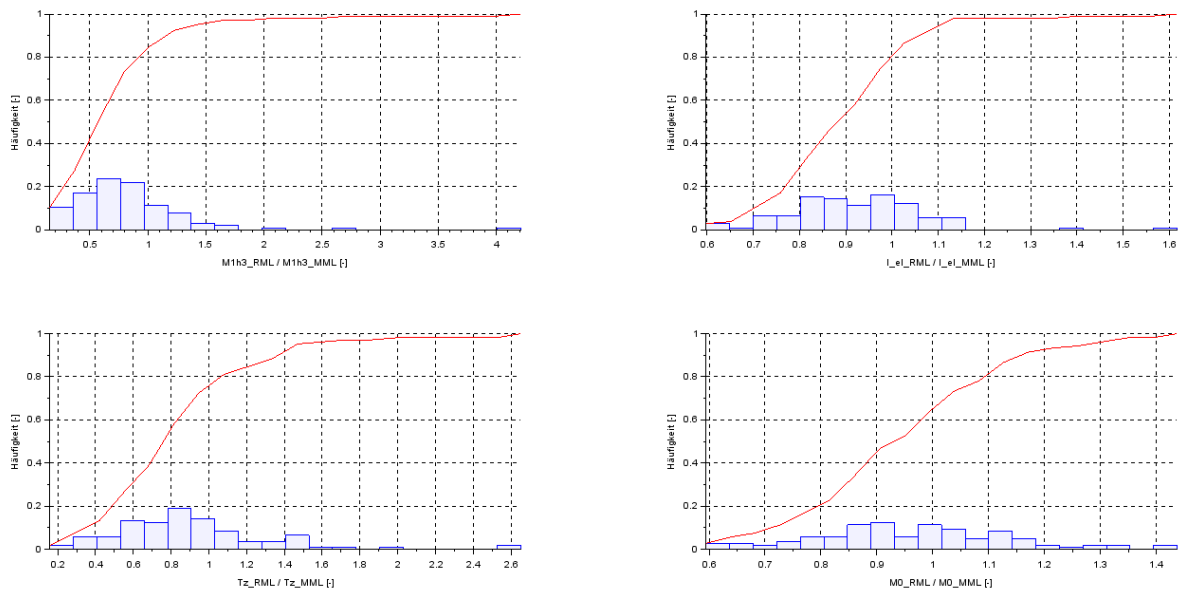 1
0.8
0.6
0.4
0.2
0
Häufigkeit [-]
0.5 1 1.5 2 2.5 3 3.5 4
M1h3_RML / M1h3_MML [-]
1
0.8
0.6
0.4
0.2
0
Häufigkeit [-]
0.6 0.7 0.8 0.9 1 1.1 1.2 1.3 1.4 1.5 1.6
I_el_RML / I_el_MML [-]
1
0.8
0.6
0.4
0.2
0
Häufigkeit [-]
0.2 0.4 0.6 0.8 1 1.2 1.4 1.6 1.8 2 2.2 2.4 2.6
Tz_RML / Tz_MML [-]
1
0.8
0.6
0.4
0.2
0
Häufigkeit [-]
0.6 0.7 0.8 0.9 1 1.1 1.2 1.3 1.4
M0_RML / M0_MML [-]